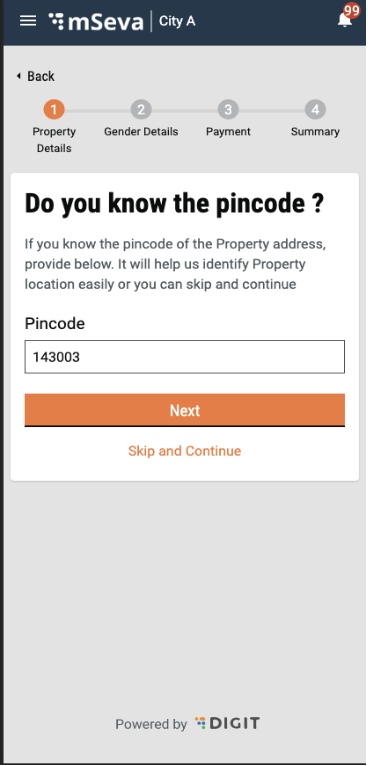 mSeva | City A
99
Back
1 2 3 4
Property Gender Details Payment Summary
Details
Do you know the pincode ?
If you know the pincode of the Property address,
provide below. It will help us identify Property
location easily or you can skip and continue
Pincode
143003
Next
Skip and Continue
Powered by DIGIT